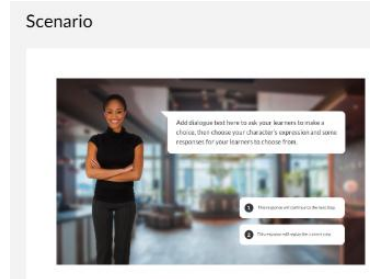 Scenario
Add dialogue text here to ask your learners to make a
choice, then choose your character's expression and some
responses for your learners to choose from.
1 This response will continue to the next step.
2 This response will replay the current step.